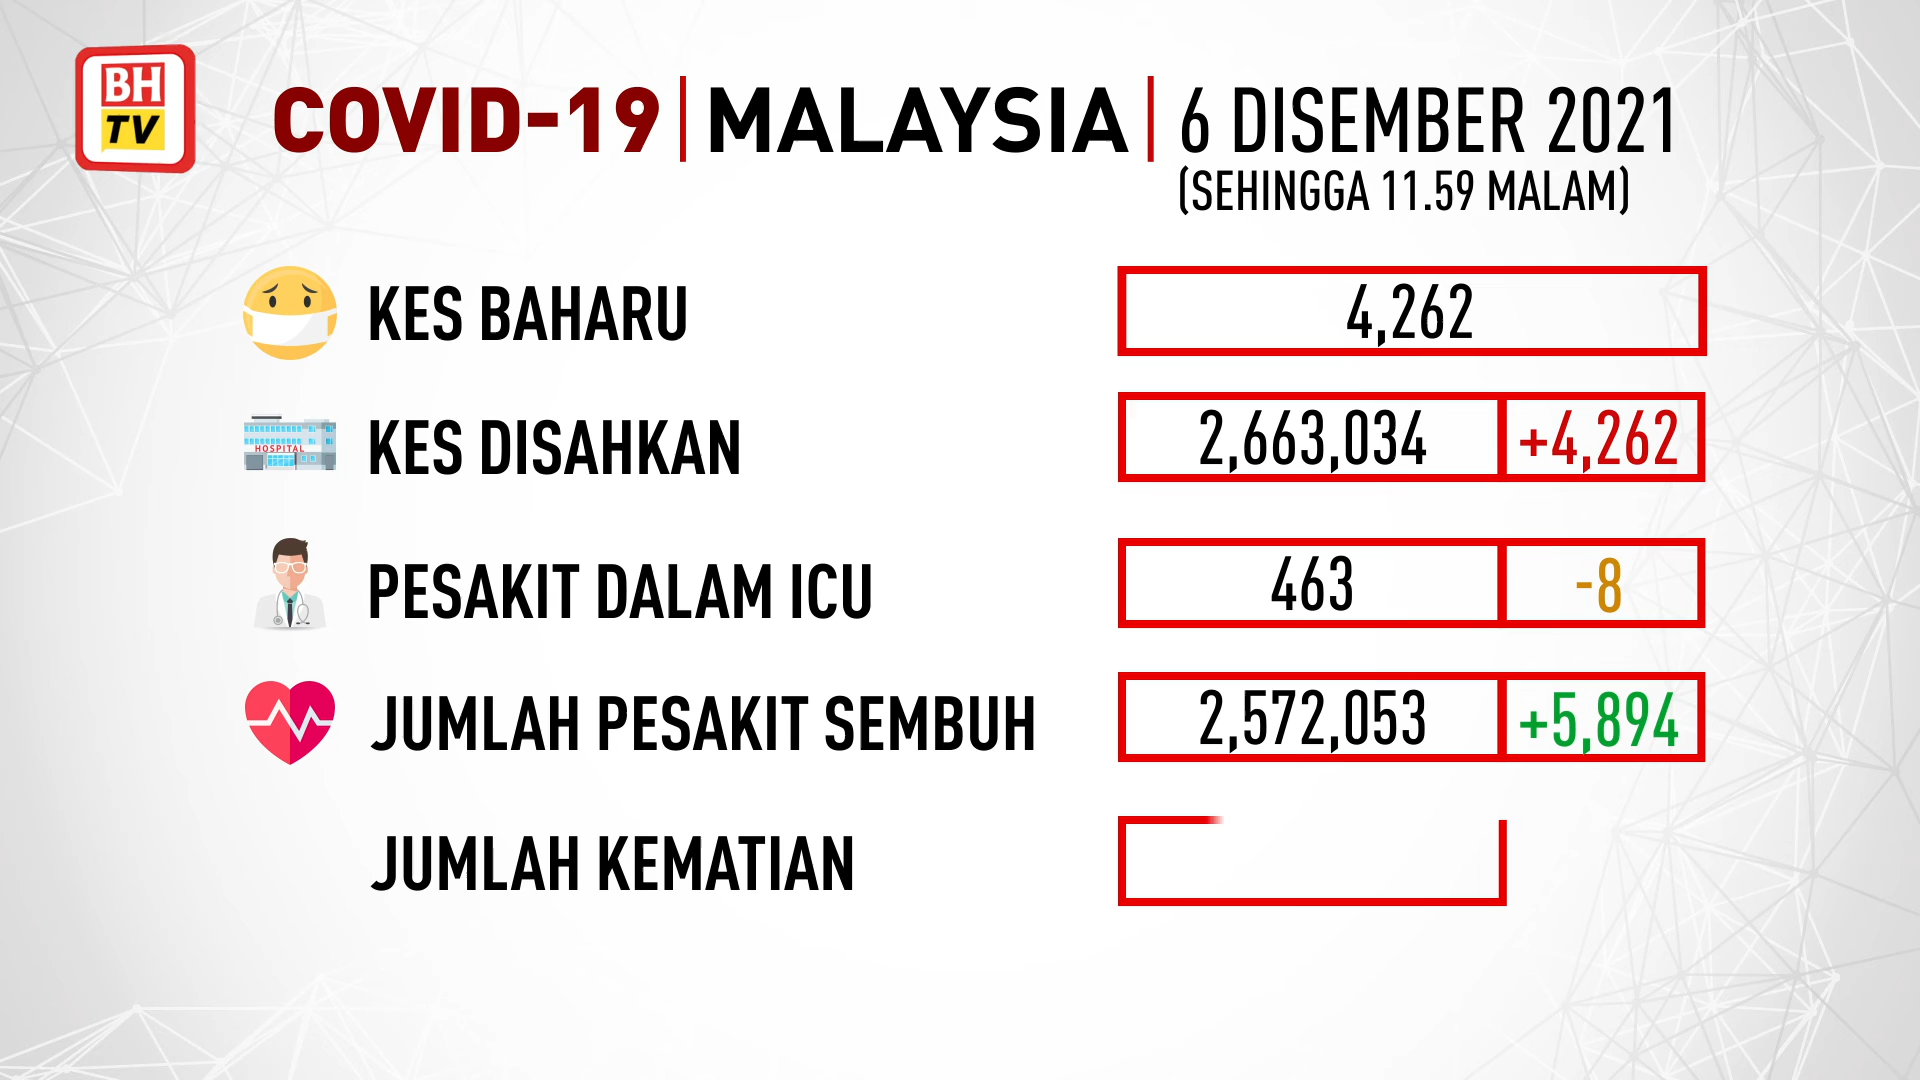 BH
TV
COVID-19 | MALAYSIA | 6 DISEMBER 2021
(SEHINGGA 11.59 MALAM)
KES BAHARU 4,262
HOSPITAL
KES DISAHKAN 2,663,034 +4,262
PESAKIT DALAM ICU 463 -8
JUMLAH PESAKIT SEMBUH 2,572,053 +5,894
JUMLAH KEMATIAN